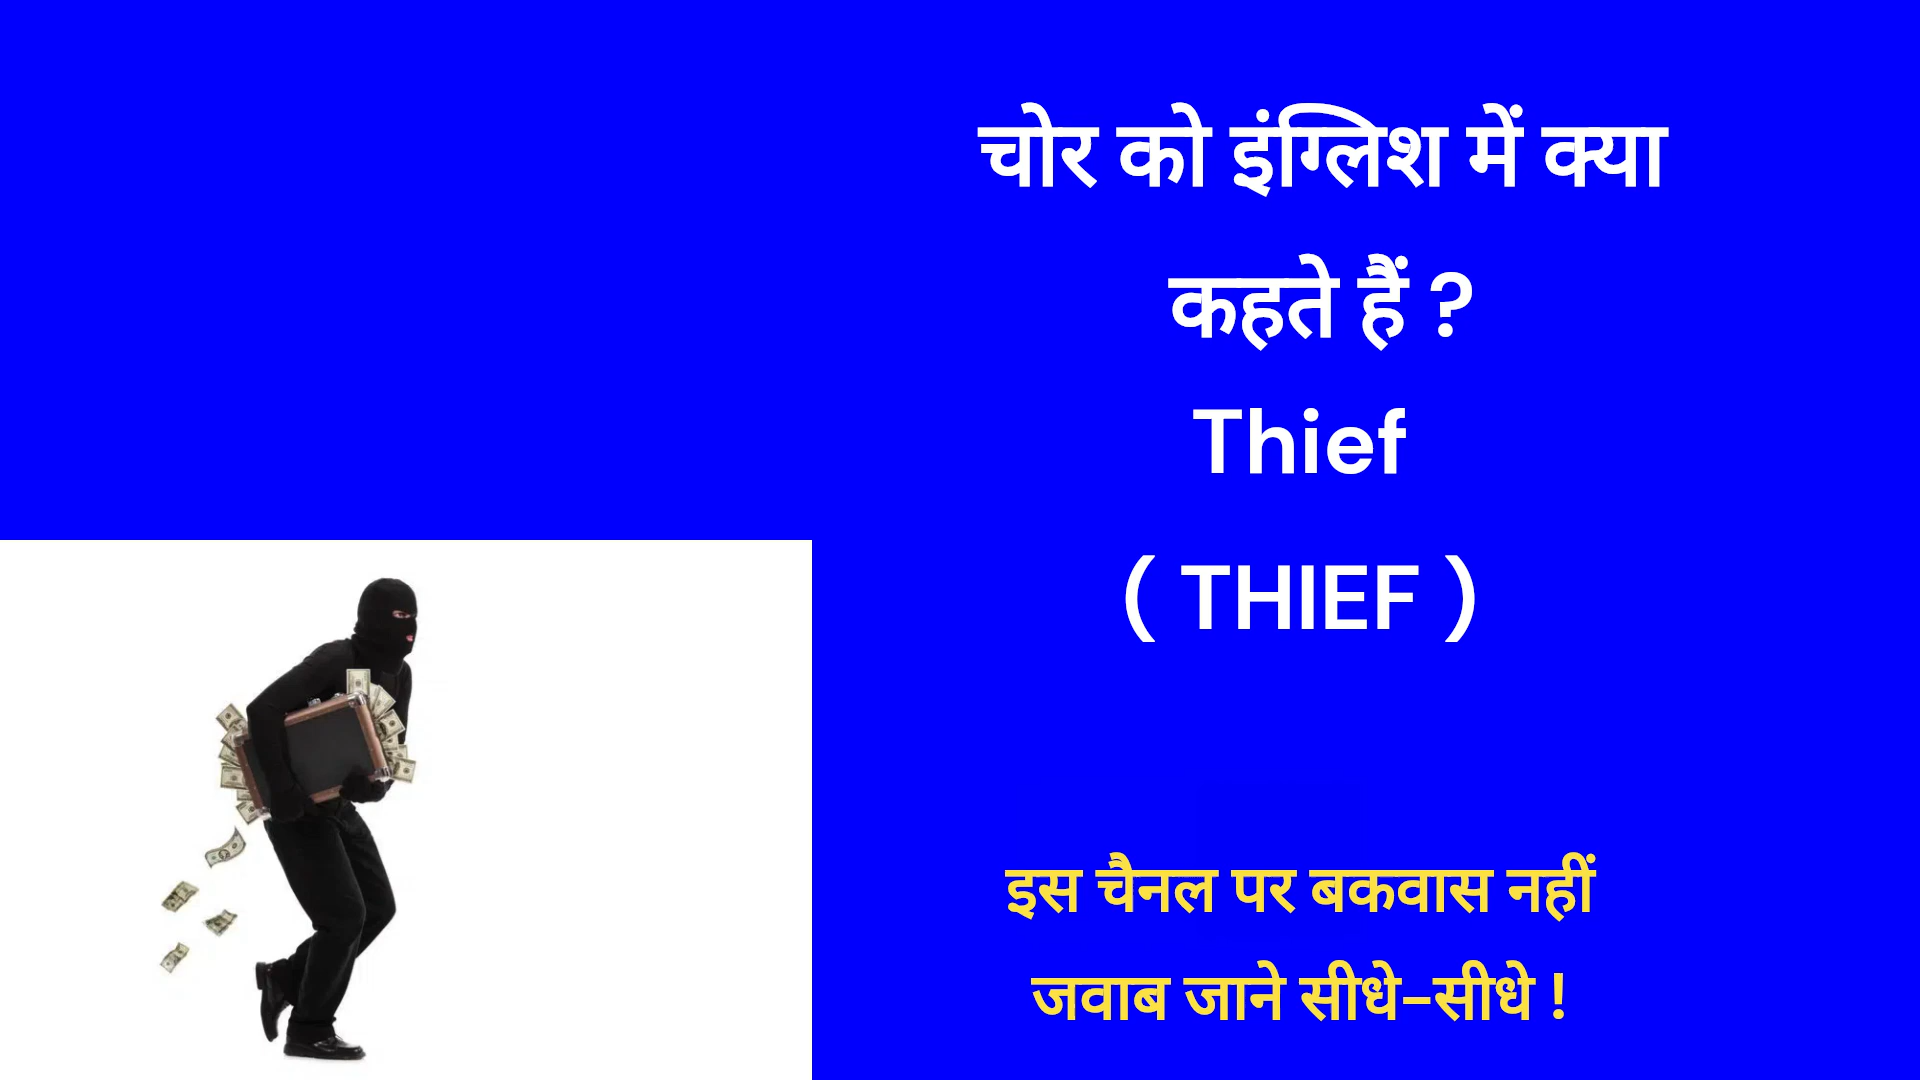 चोर को इंग्लिश में क्या
कहते हैं ?
Thief
( THIEF )
इस चैनल पर बकवास नहीं
जवाब जाने सीधे-सीधे !